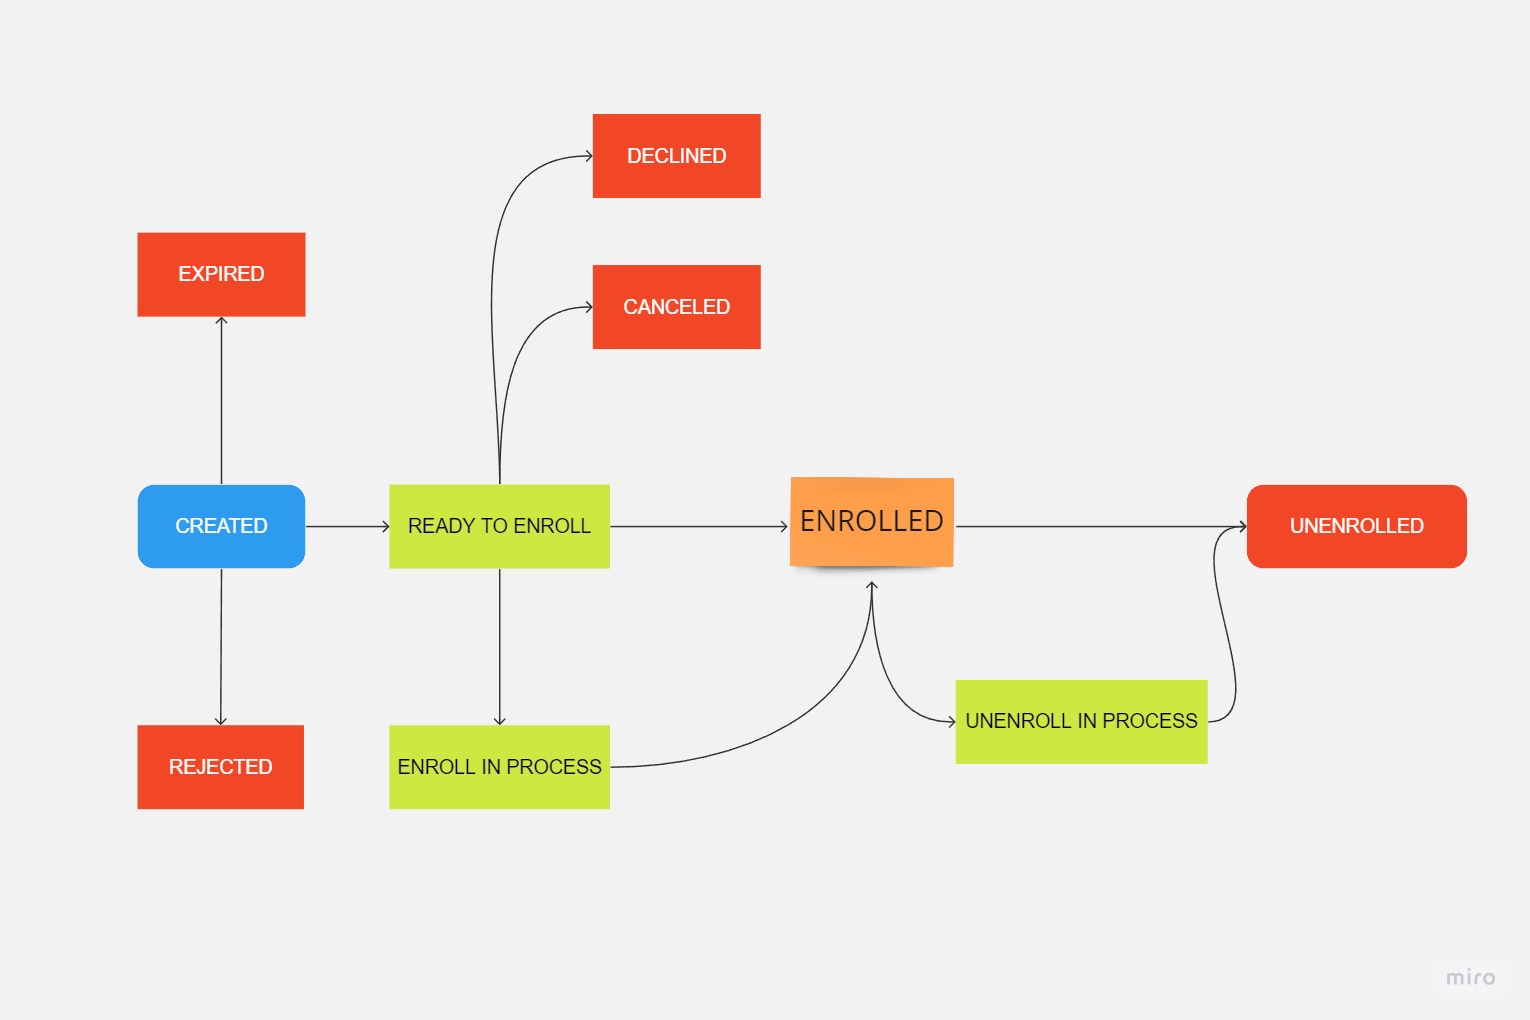 DECLINED
EXPIRED
CANCELED
CREATED
READY TO ENROLL
ENROLLED
UNENROLLED
REJECTED
ENROLL IN PROCESS
UNENROLL IN PROCESS
miro